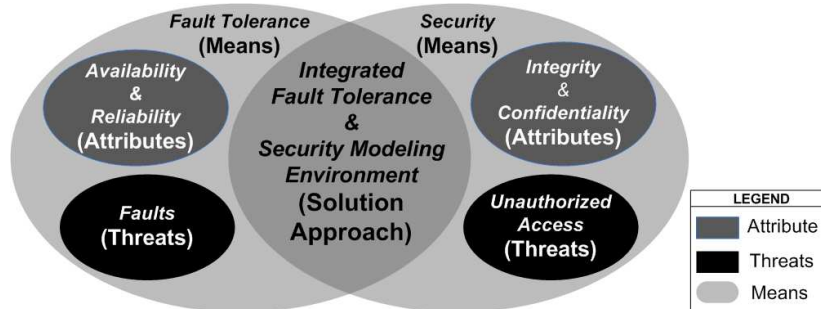 Fault Tolerance
(Means)
Security
(Means)
Availability
&
Reliability
(Attributes)
Faults
(Threats)
Integrated
Fault Tolerance
&
Security Modeling
Environment
(Solution
Approach)
Integrity
&
Confidentiality
(Attributes)
Unauthorized
Access
(Threats)
LEGEND
Attribute
Threats
Means